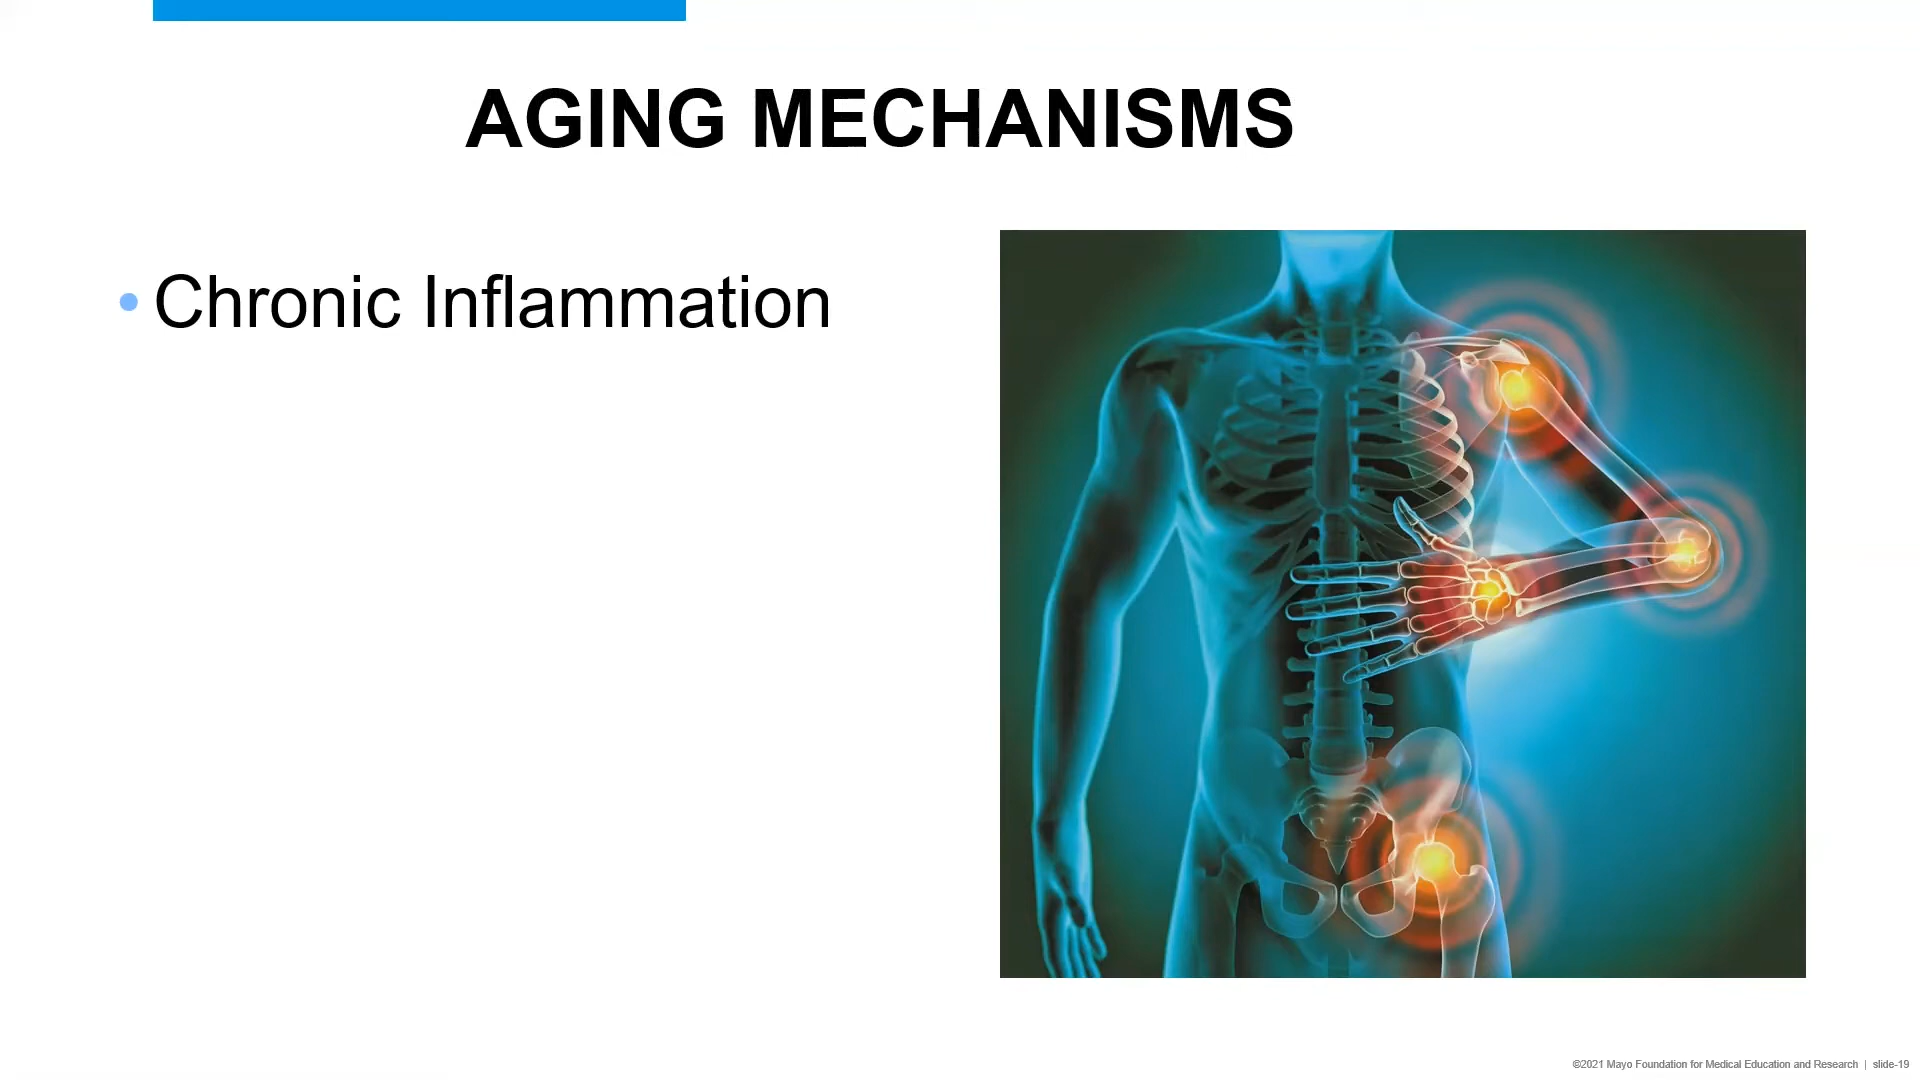 AGING MECHANISMS
• Chronic Inflammation
©2021 Mayo Foundation for Medical Education and Research | slide-19